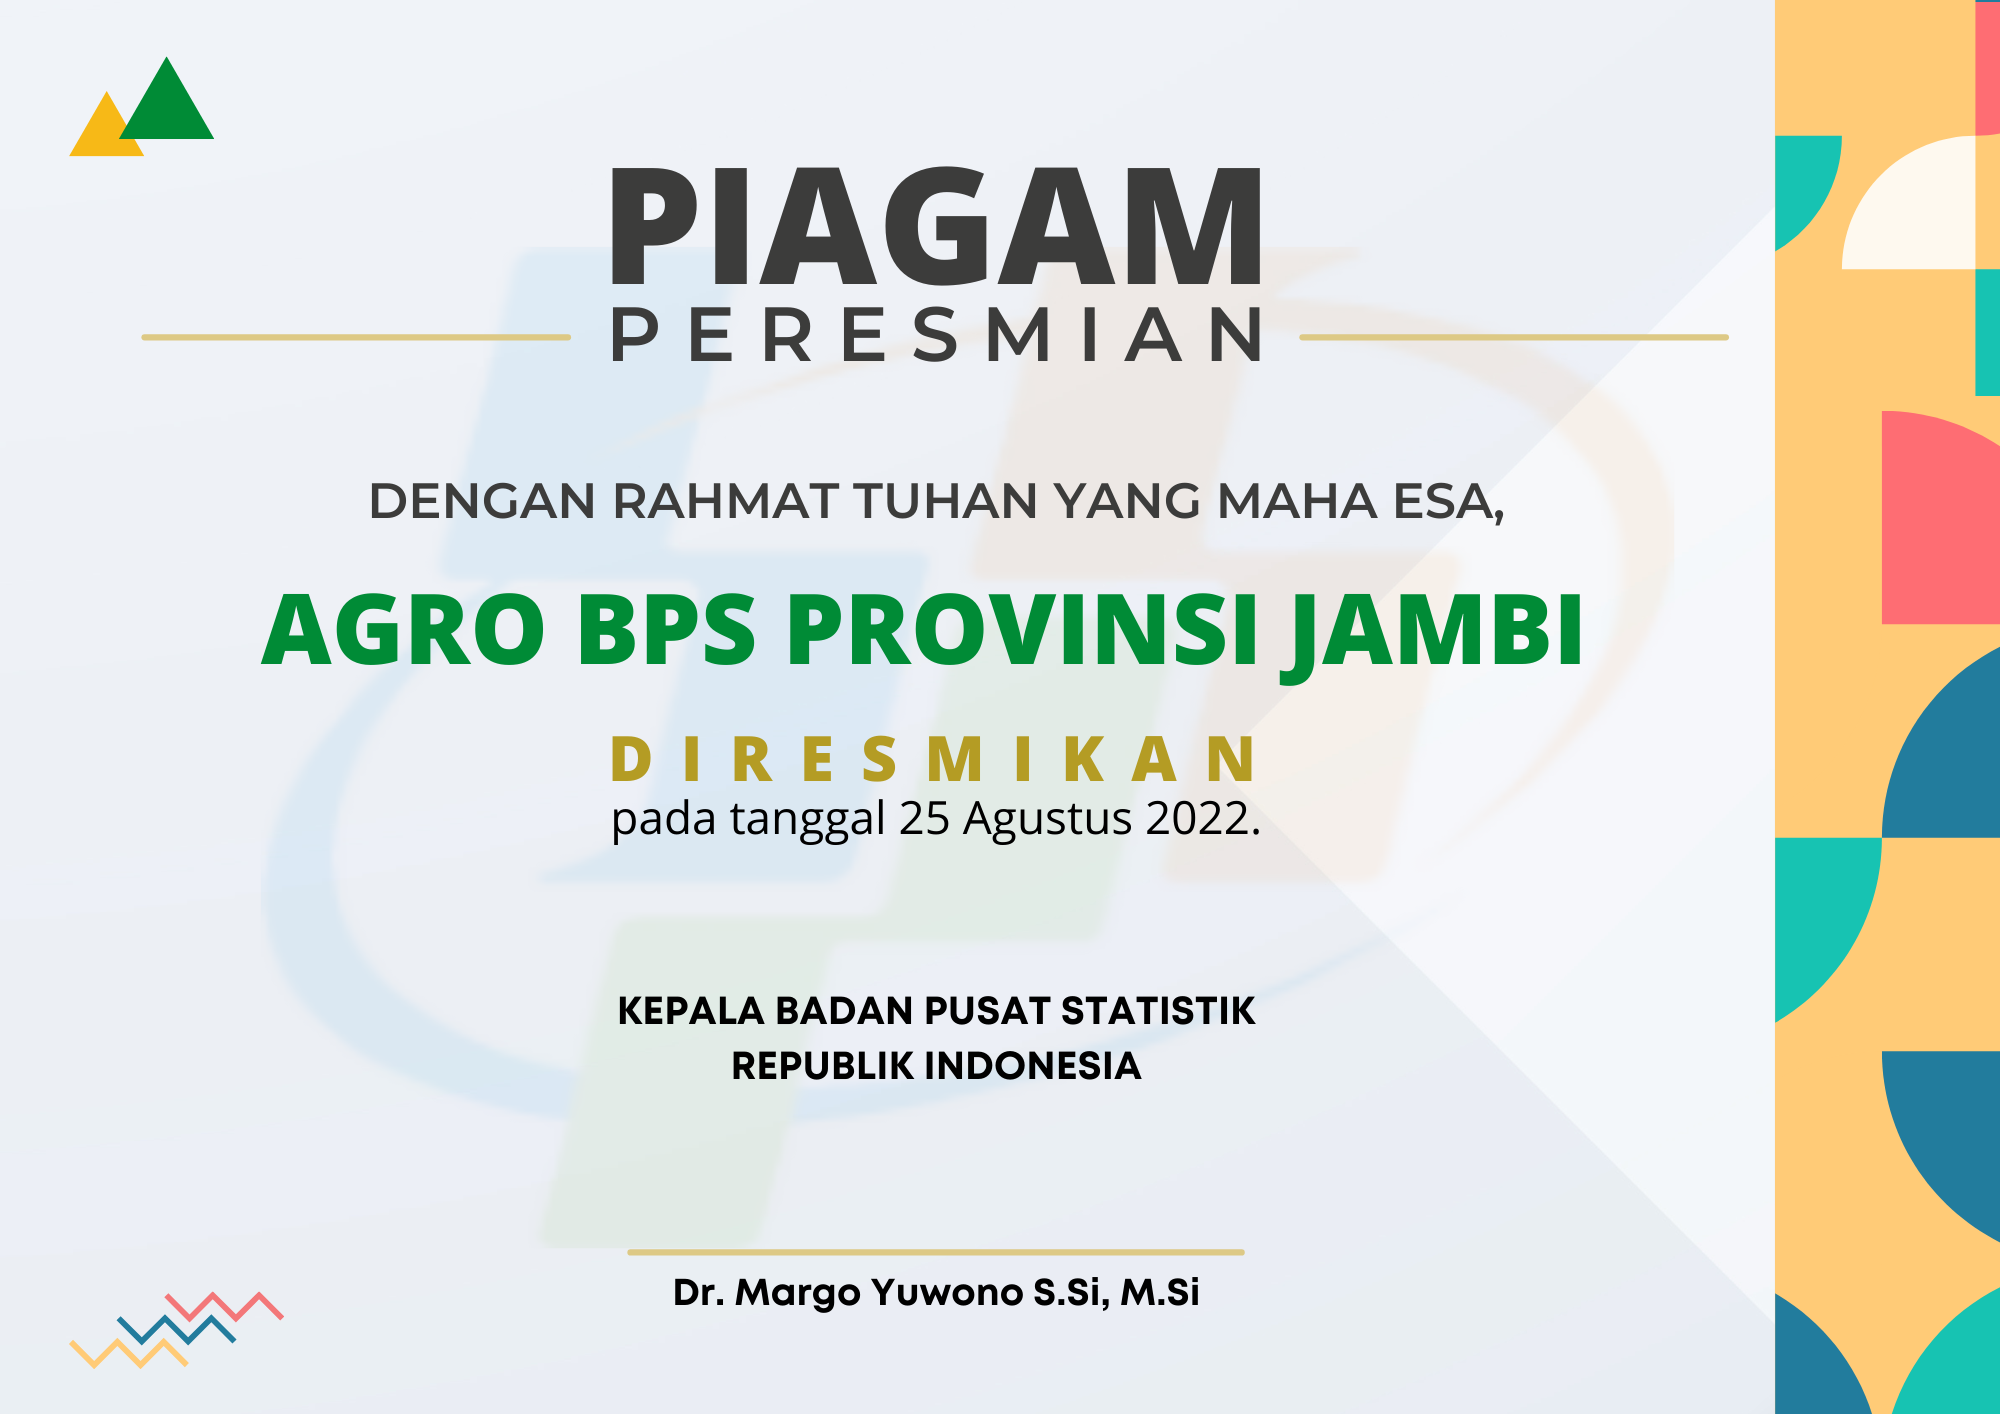 PIAGAM
PERESMIAN
DENGAN RAHMAT TUHAN YANG MAHA ESA,
AGRO BPS PROVINSI JAMBI
DIRESMIKAN
pada tanggal 25 Agustus 2022.
KEPALA BADAN PUSAT STATISTIK
REPUBLIK INDONESIA
Dr. Margo Yuwono S.Si, M.Si